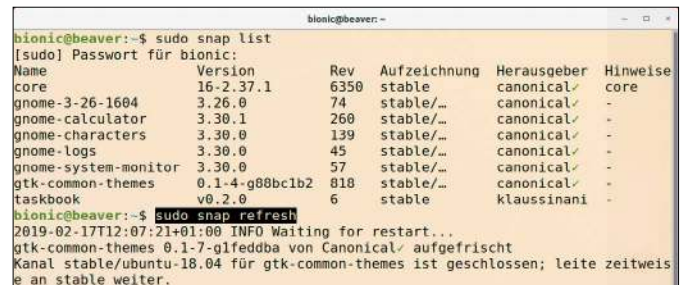 bionic@beaver: ~
bionic@beaver:~$ sudo snap list
[sudo] Passwort für bionic:
Name Version Rev Aufzeichnung Herausgeber Hinweise
core 16-2.37.1 6350 stable canonical✓ core
gnome-3-26-1604 3.26.0 74 stable/… canonical✓ -
gnome-calculator 3.30.1 260 stable/… canonical✓ -
gnome-characters 3.30.0 139 stable/… canonical✓ -
gnome-logs 3.30.0 45 stable/… canonical✓ -
gnome-system-monitor 3.30.0 57 stable/… canonical✓ -
gtk-common-themes 0.1-4-g88bc1b2 818 stable/… canonical✓ -
taskbook v0.2.0 6 stable klaussinani -
bionic@beaver:~$ sudo snap refresh
2019-02-17T12:07:21+01:00 INFO Waiting for restart...
gtk-common-themes 0.1-7-g1feddba von Canonical✓ aufgefrischt
Kanal stable/ubuntu-18.04 für gtk-common-themes ist geschlossen; leite zeitweis
e an stable weiter.